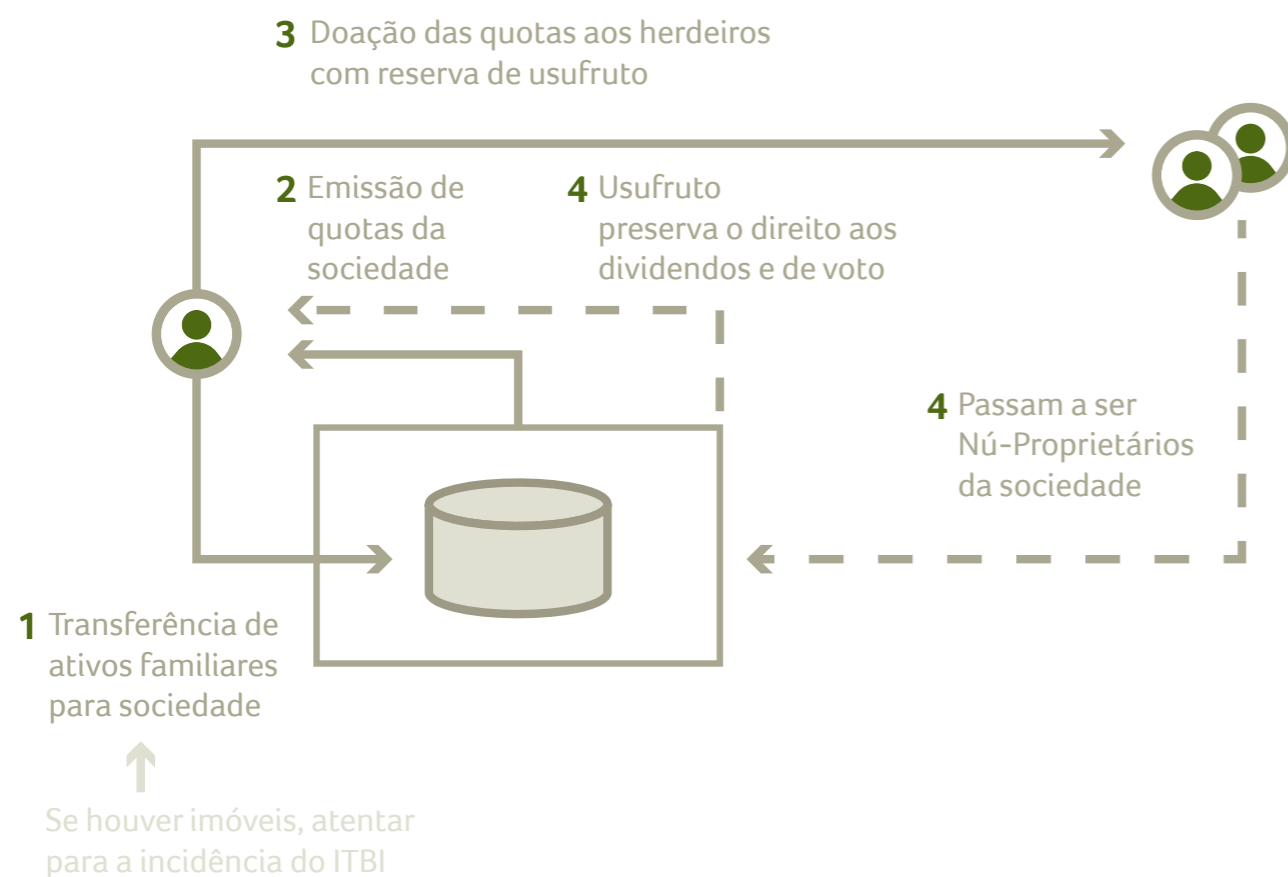 3 Doação das quotas aos herdeiros
com reserva de usufruto
2 Emissão de
quotas da
sociedade
4 Usufruto
preserva o direito aos
dividendos e de voto
4 Passam a ser
Nú-Proprietários
da sociedade
1 Transferência de
ativos familiares
para sociedade
Se houver imóveis, atentar
para a incidência do ITBI